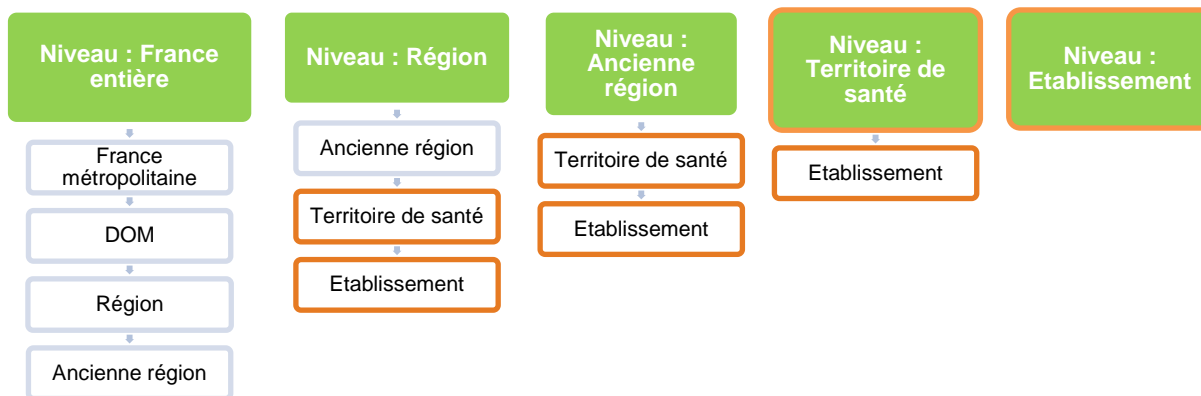 Niveau : France
entière
France
métropolitaine
DOM
Région
Ancienne région
Niveau : Région
Ancienne région
Territoire de santé
Etablissement
Niveau :
Ancienne
région
Territoire de santé
Etablissement
Niveau :
Territoire de
santé
Etablissement
Niveau :
Etablissement